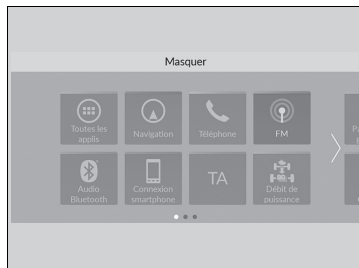 Masquer
Toutes les
applis
Navigation
Téléphone
FM
Audio
Bluetooth
Connexion
smartphone
TA
Débit de
puissance